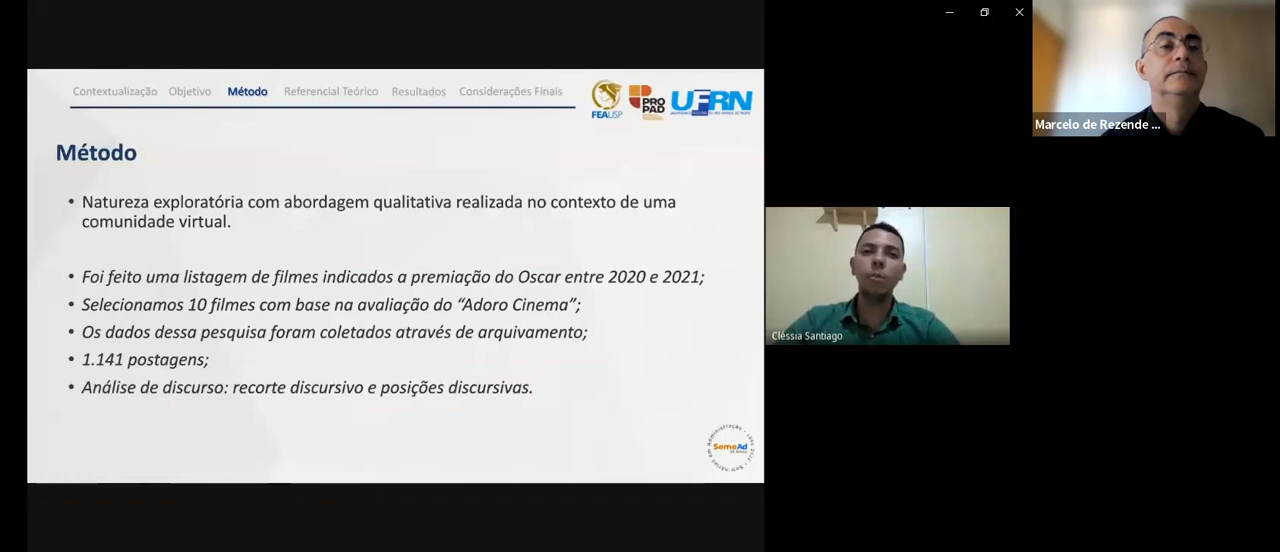 Contextualização Objetivo Método Referencial Teórico Resultados Considerações Finais
FEAUSP
PRO
PAD
UFRN
Método
• Natureza exploratória com abordagem qualitativa realizada no contexto de uma
comunidade virtual.
• Foi feito uma listagem de filmes indicados a premiação do Oscar entre 2020 e 2021;
• Selecionamos 10 filmes com base na avaliação do “Adoro Cinema”;
• Os dados dessa pesquisa foram coletados através de arquivamento;
• 1.141 postagens;
• Análise de discurso: recorte discursivo e posições discursivas.
SemeAd
Marcelo de Rezende ...
Cléssia Santiago